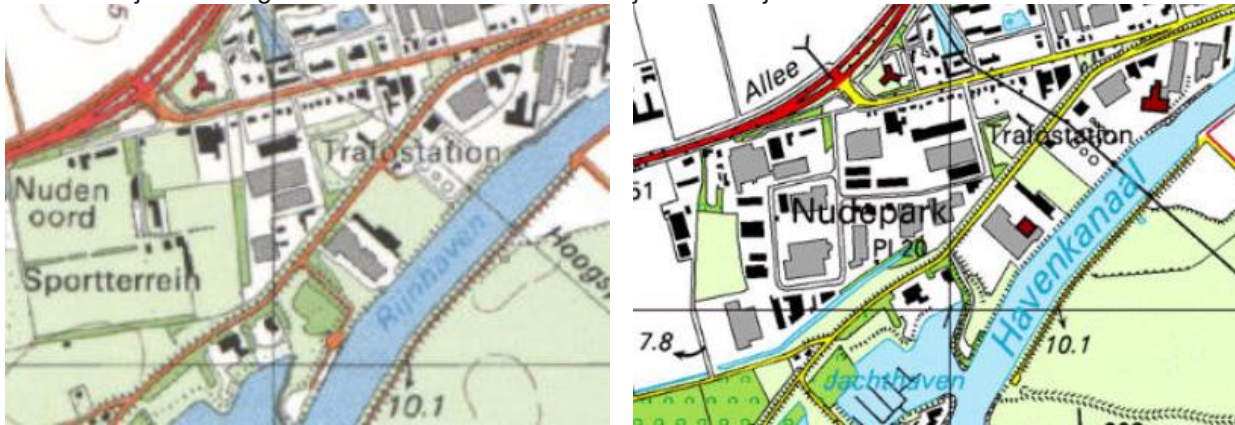 Trafostation
Nuden
oord
Sportterrein
Rijnhaven
Hoogs
10.1
Allee
Trafostation
51
Nudepark
Pl 20
Havenkanaal
7.8
10.1
Jachthaven